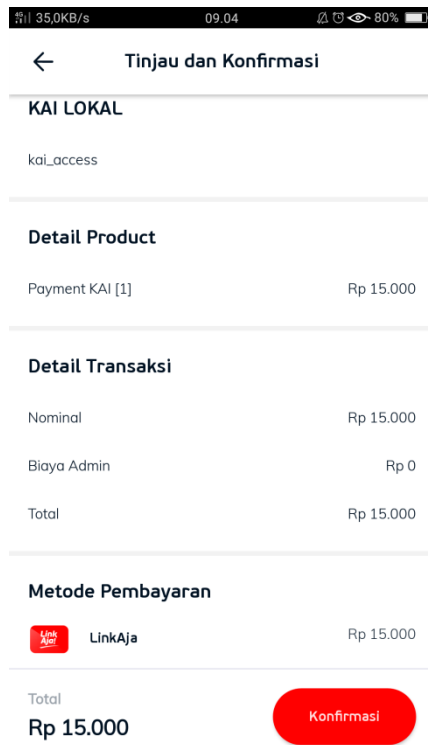 4G 35,0KB/s 09.04 80%
Tinjau dan Konfirmasi
KAI LOKAL
kai_access
Detail Product
Payment KAI [1] Rp 15.000
Detail Transaksi
Nominal Rp 15.000
Biaya Admin Rp 0
Total Rp 15.000
Metode Pembayaran
Link Aja! LinkAja Rp 15.000
Total
Rp 15.000 Konfirmasi